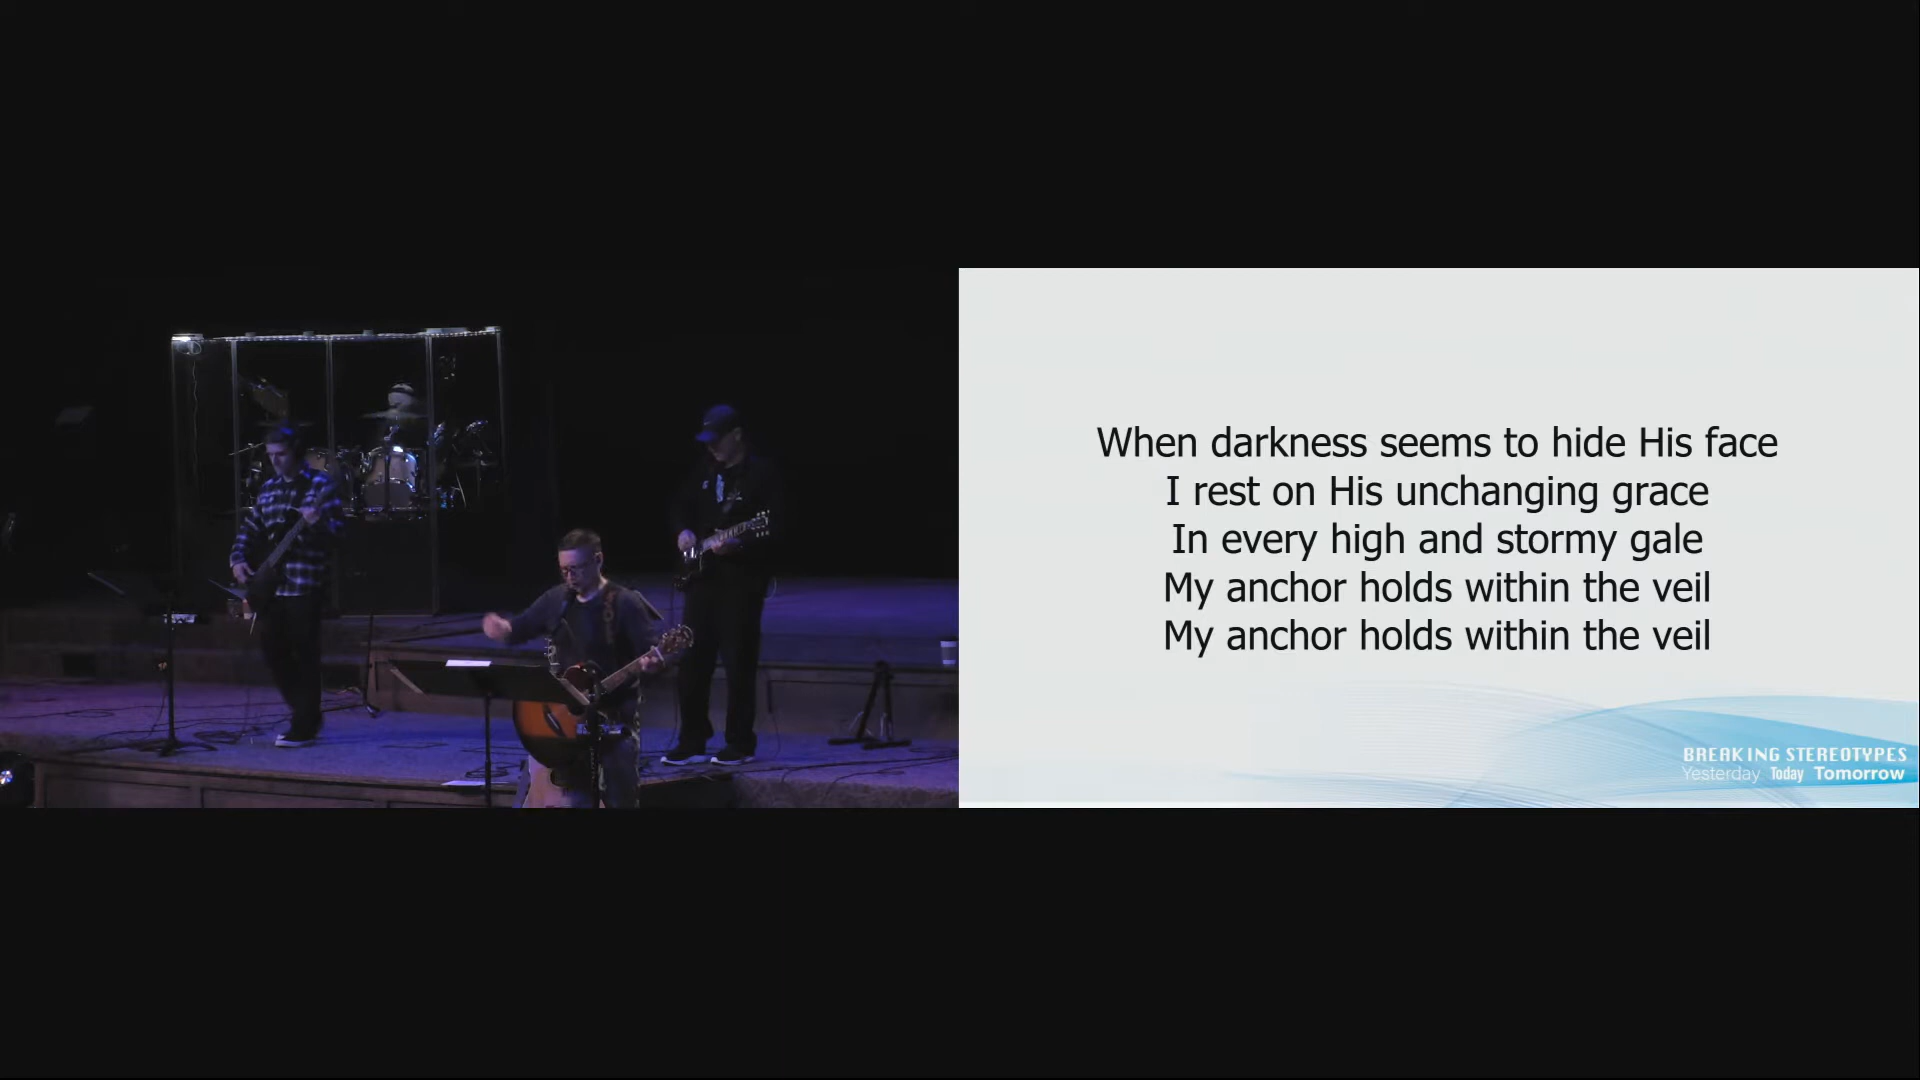 When darkness seems to hide His face
I rest on His unchanging grace
In every high and stormy gale
My anchor holds within the veil
My anchor holds within the veil
BREAKING STEREOTYPES
Yesterday Today Tomorrow